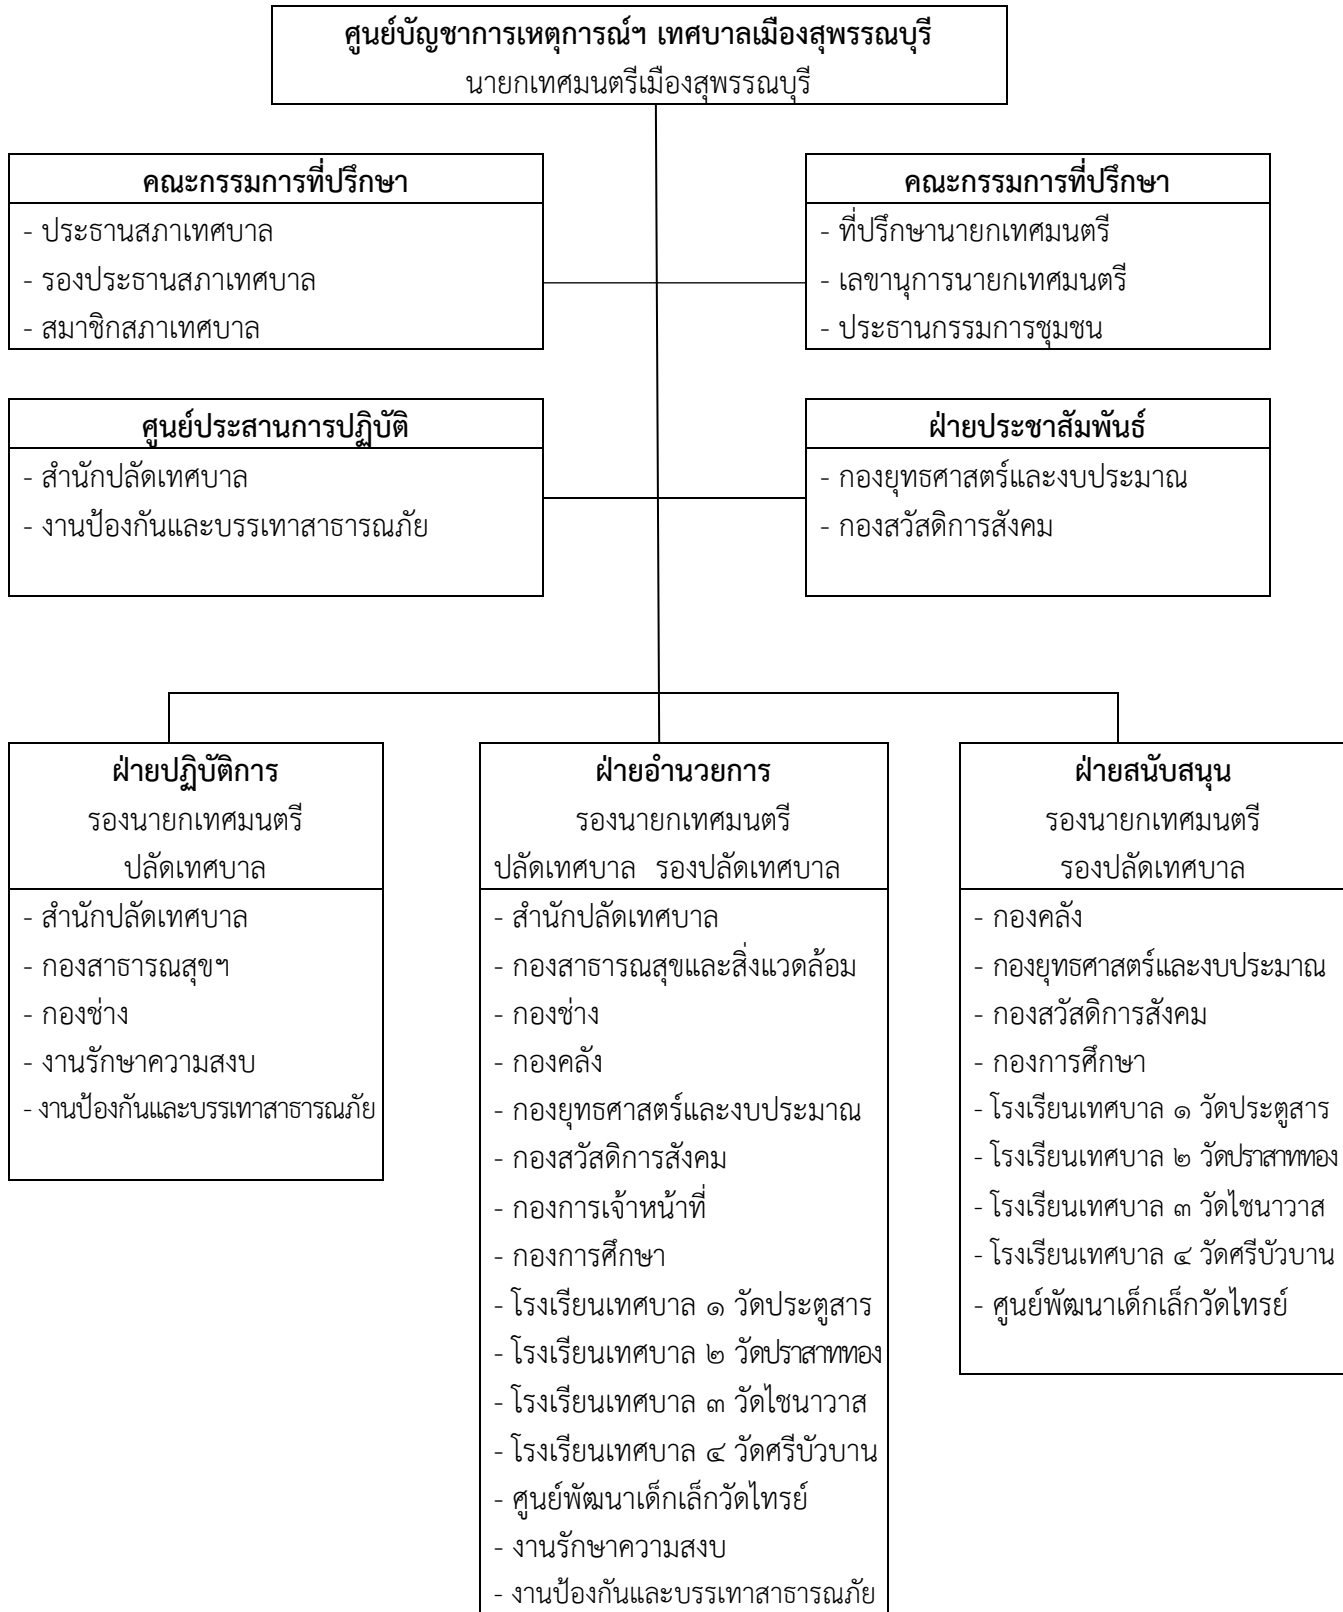 ศูนย์บัญชาการเหตุการณ์ฯ เทศบาลเมืองสุพรรณบุรี
นายกเทศมนตรีเมืองสุพรรณบุรี
คณะกรรมการที่ปรึกษา
- ประธานสภาเทศบาล
- รองประธานสภาเทศบาล
- สมาชิกสภาเทศบาล
คณะกรรมการที่ปรึกษา
- ที่ปรึกษานายกเทศมนตรี
- เลขานุการนายกเทศมนตรี
- ประธานกรรมการชุมชน
ศูนย์ประสานการปฏิบัติ
- สำนักปลัดเทศบาล
- งานป้องกันและบรรเทาสาธารณภัย
ฝ่ายประชาสัมพันธ์
- กองยุทธศาสตร์และงบประมาณ
- กองสวัสดิการสังคม
ฝ่ายปฏิบัติการ
รองนายกเทศมนตรี
ปลัดเทศบาล
- สำนักปลัดเทศบาล
- กองสาธารณสุขฯ
- กองช่าง
- งานรักษาความสงบ
- งานป้องกันและบรรเทาสาธารณภัย
ฝ่ายอำนวยการ
รองนายกเทศมนตรี
ปลัดเทศบาล รองปลัดเทศบาล
- สำนักปลัดเทศบาล
- กองสาธารณสุขและสิ่งแวดล้อม
- กองช่าง
- กองคลัง
- กองยุทธศาสตร์และงบประมาณ
- กองสวัสดิการสังคม
- กองการเจ้าหน้าที่
- กองการศึกษา
- โรงเรียนเทศบาล ๑ วัดประตูสาร
- โรงเรียนเทศบาล ๒ วัดปราสาททอง
- โรงเรียนเทศบาล ๓ วัดไชนาวาส
- โรงเรียนเทศบาล ๔ วัดศรีบัวบาน
- ศูนย์พัฒนาเด็กเล็กวัดไทรย์
- งานรักษาความสงบ
- งานป้องกันและบรรเทาสาธารณภัย
ฝ่ายสนับสนุน
รองนายกเทศมนตรี
รองปลัดเทศบาล
- กองคลัง
- กองยุทธศาสตร์และงบประมาณ
- กองสวัสดิการสังคม
- กองการศึกษา
- โรงเรียนเทศบาล ๑ วัดประตูสาร
- โรงเรียนเทศบาล ๒ วัดปราสาททอง
- โรงเรียนเทศบาล ๓ วัดไชนาวาส
- โรงเรียนเทศบาล ๔ วัดศรีบัวบาน
- ศูนย์พัฒนาเด็กเล็กวัดไทรย์